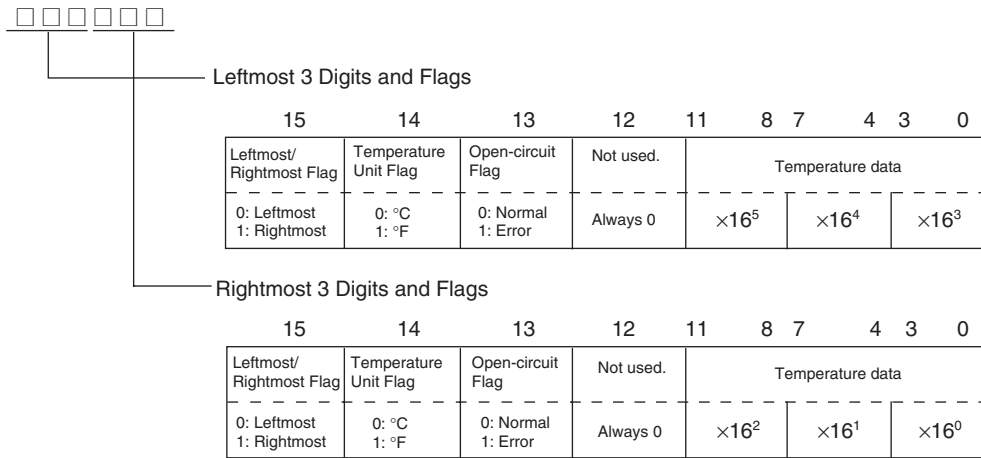 □□□□□□
Leftmost 3 Digits and Flags
15 14 13 12 11 8 7 4 3 0
Leftmost/ Rightmost Flag Temperature Unit Flag Open-circuit Flag Not used. Temperature data
0: Leftmost 1: Rightmost 0: °C 1: °F 0: Normal 1: Error Always 0 ×16⁵ ×16⁴ ×16³
Rightmost 3 Digits and Flags
15 14 13 12 11 8 7 4 3 0
Leftmost/ Rightmost Flag Temperature Unit Flag Open-circuit Flag Not used. Temperature data
0: Leftmost 1: Rightmost 0: °C 1: °F 0: Normal 1: Error Always 0 ×16² ×16¹ ×16⁰